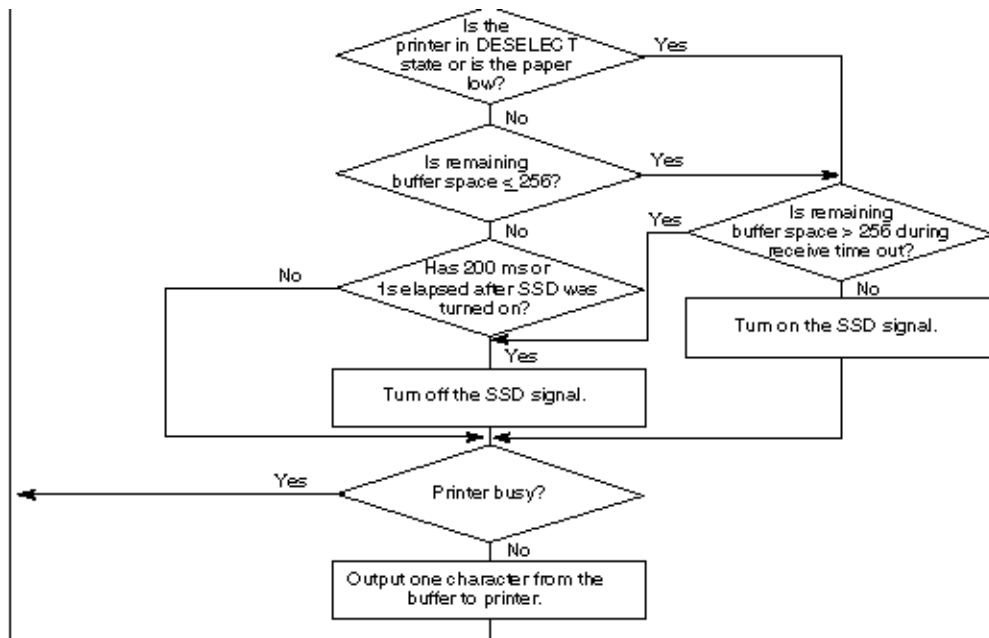 Is the
printer in DESELECT
state or is the paper
low?
Yes
No
Is remaining
buffer space ≤ 256?
Yes
No
Is remaining
buffer space > 256 during
receive time out?
Yes
No
Has 200 ms or
1s elapsed after SSD was
turned on?
No
Yes
Turn on the SSD signal.
Turn off the SSD signal.
Printer busy?
Yes
No
Output one character from the
buffer to printer.